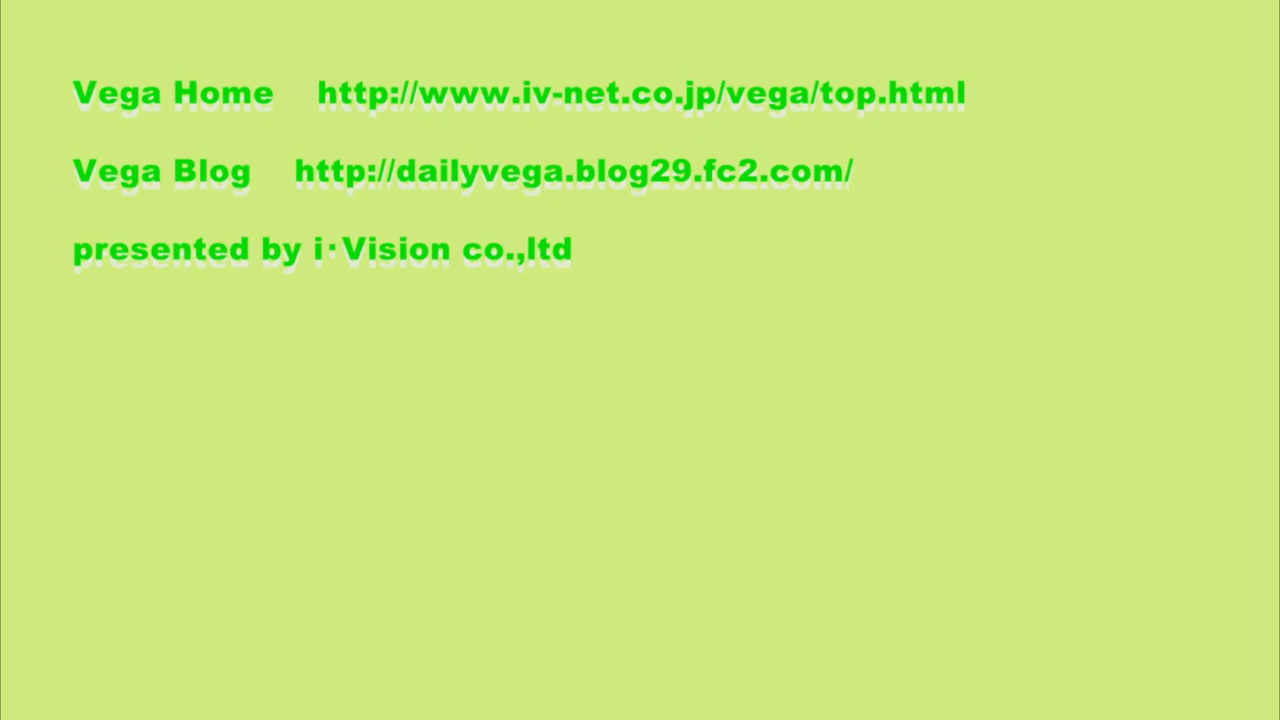 Vega Home http://www.iv-net.co.jp/vega/top.html
Vega Blog http://dailyvega.blog29.fc2.com/
presented by i･Vision co.,ltd